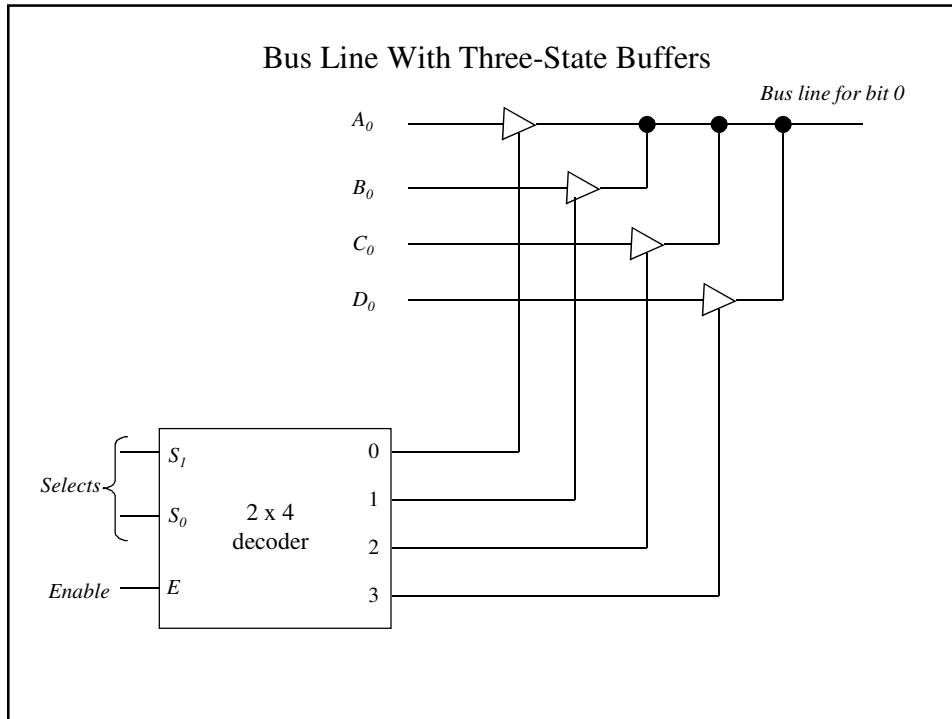 Bus Line With Three-State Buffers
Bus line for bit 0
A0
B0
C0
D0
Selects
S1
S0
Enable
E
2 x 4
decoder
0
1
2
3